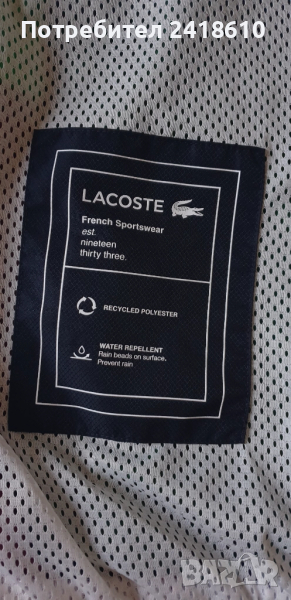 Потребител 2418610
LACOSTE
French Sportswear
est.
nineteen
thirty three.
RECYCLED POLYESTER
WATER REPELLENT
Rain beads on surface.
Prevent rain
BAZAR